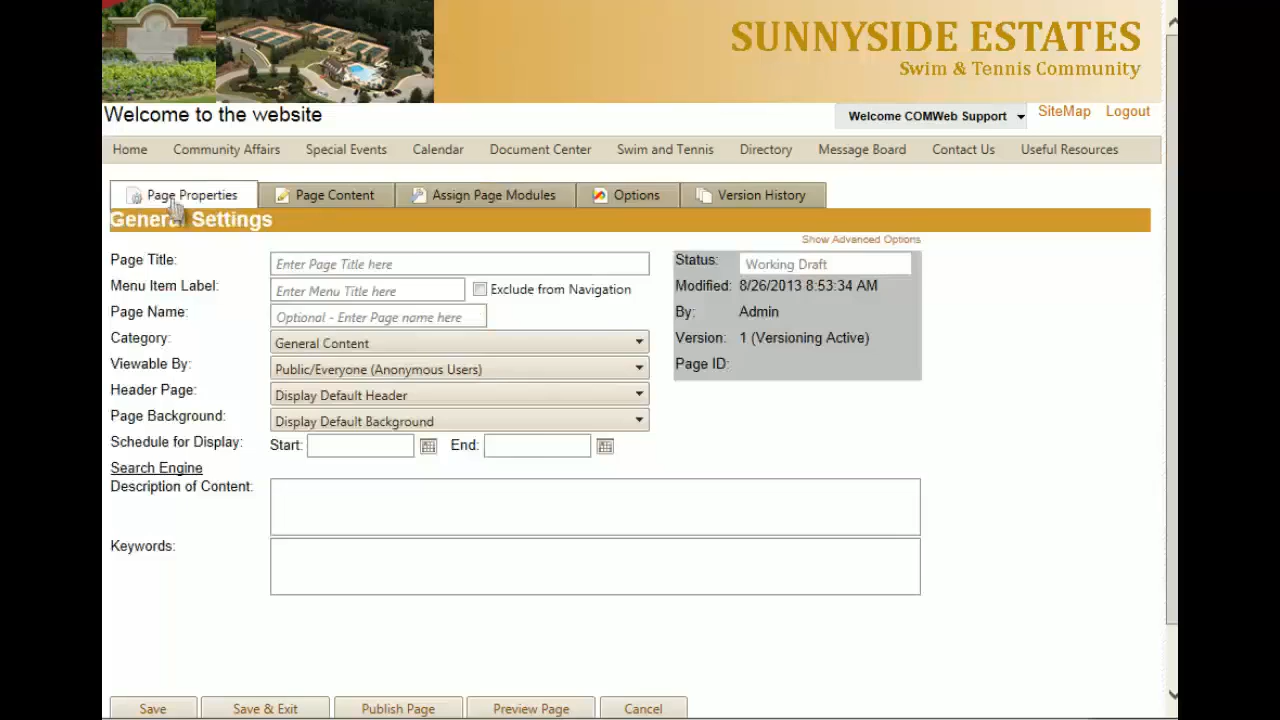 SUNNYSIDE ESTATES
Swim & Tennis Community
Welcome to the website
Welcome COMWeb Support
SiteMap
Logout
Home Community Affairs Special Events Calendar Document Center Swim and Tennis Directory Message Board Contact Us Useful Resources
Page Properties Page Content Assign Page Modules Options Version History
General Settings
Show Advanced Options
Page Title: Enter Page Title here
Status: Working Draft
Menu Item Label: Enter Menu Title here Exclude from Navigation
Modified: 8/26/2013 8:53:34 AM
Page Name: Optional - Enter Page name here
By: Admin
Category: General Content
Version: 1 (Versioning Active)
Viewable By: Public/Everyone (Anonymous Users)
Page ID:
Header Page: Display Default Header
Page Background: Display Default Background
Schedule for Display: Start: End:
Search Engine
Description of Content:
Keywords:
Save Save & Exit Publish Page Preview Page Cancel